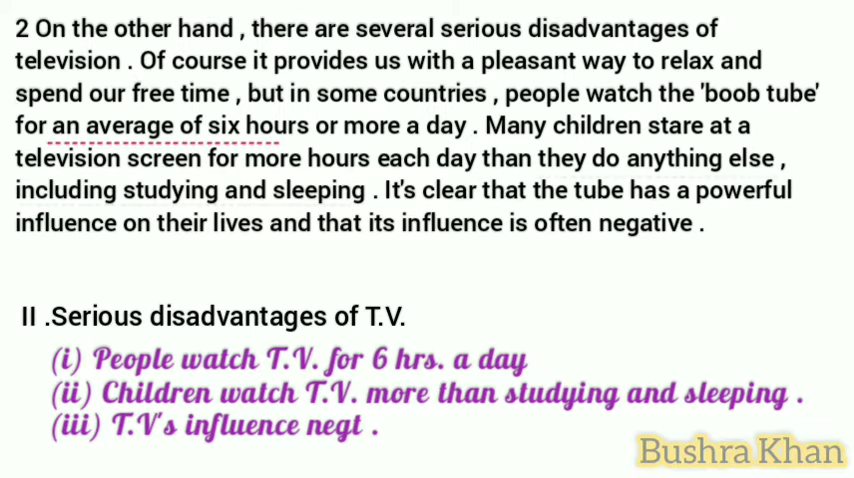 2 On the other hand , there are several serious disadvantages of
television . Of course it provides us with a pleasant way to relax and
spend our free time , but in some countries , people watch the 'boob tube'
for an average of six hours or more a day . Many children stare at a
television screen for more hours each day than they do anything else ,
including studying and sleeping . It's clear that the tube has a powerful
influence on their lives and that its influence is often negative .
II .Serious disadvantages of T.V.
(i) People watch T.V. for 6 hrs. a day
(ii) Children watch T.V. more than studying and sleeping .
(iii) T.V's influence negt .
Bushra Khan